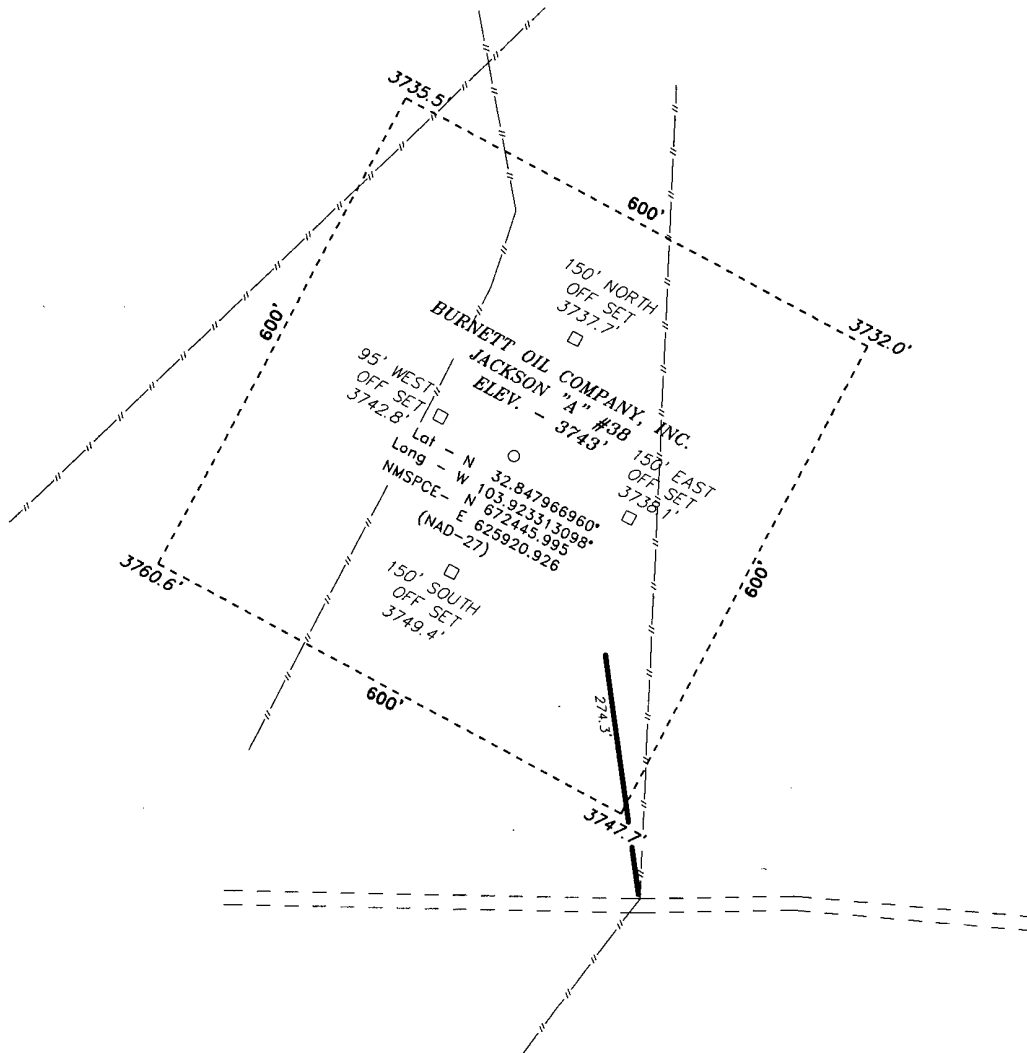 3735.5'
600'
150' NORTH
OFF SET
3737.7'
3732.0'
600'
BURNETT OIL COMPANY, INC.
JACKSON "A" #38
ELEV. - 3743'
95' WEST
OFF SET
3742.8'
150' EAST
OFF SET
3738.1'
Lat - N 32.847966960°
Long - W 103.923313098°
NMSPCE- N 672445.995
E 625920.926
(NAD-27)
3760.6'
150' SOUTH
OFF SET
3749.4'
600'
600'
274.3'
3747.7'